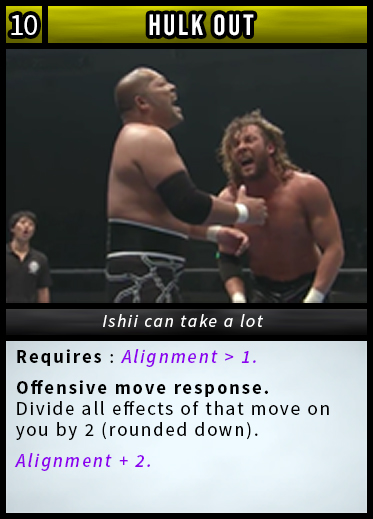 10
HULK OUT
Ishii can take a lot
Requires : Alignment > 1.
Offensive move response.
Divide all effects of that move on
you by 2 (rounded down).
Alignment + 2.